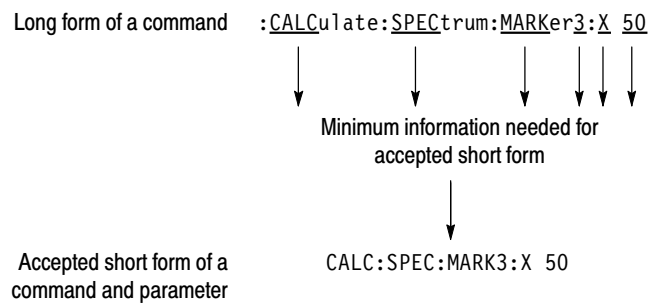 Long form of a command :CALCulate:SPECtrum:MARKer3:X 50
Minimum information needed for
accepted short form
Accepted short form of a CALC:SPEC:MARK3:X 50
command and parameter